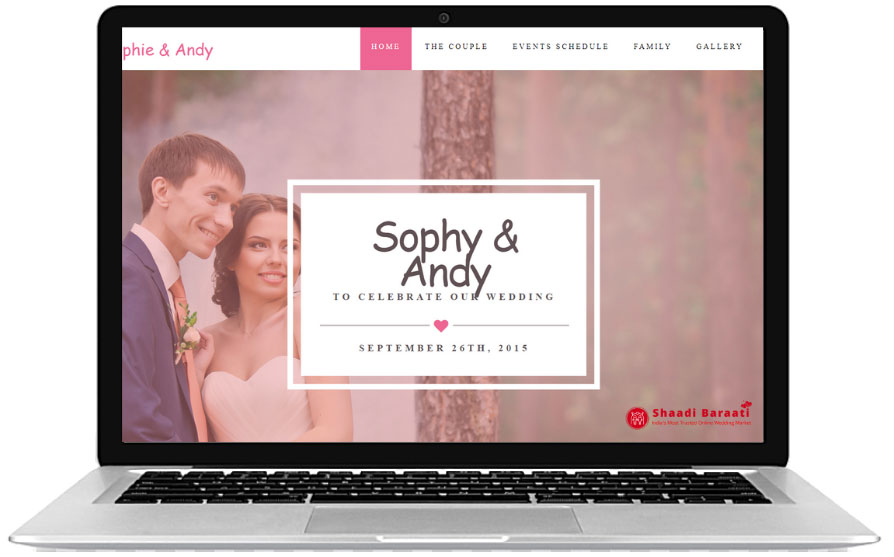 phie & Andy
HOME THE COUPLE EVENTS SCHEDULE FAMILY GALLERY
Sophy &
Andy
TO CELEBRATE OUR WEDDING
SEPTEMBER 26TH, 2015
Shaadi Baraati
India's Most Trusted Online Wedding Market